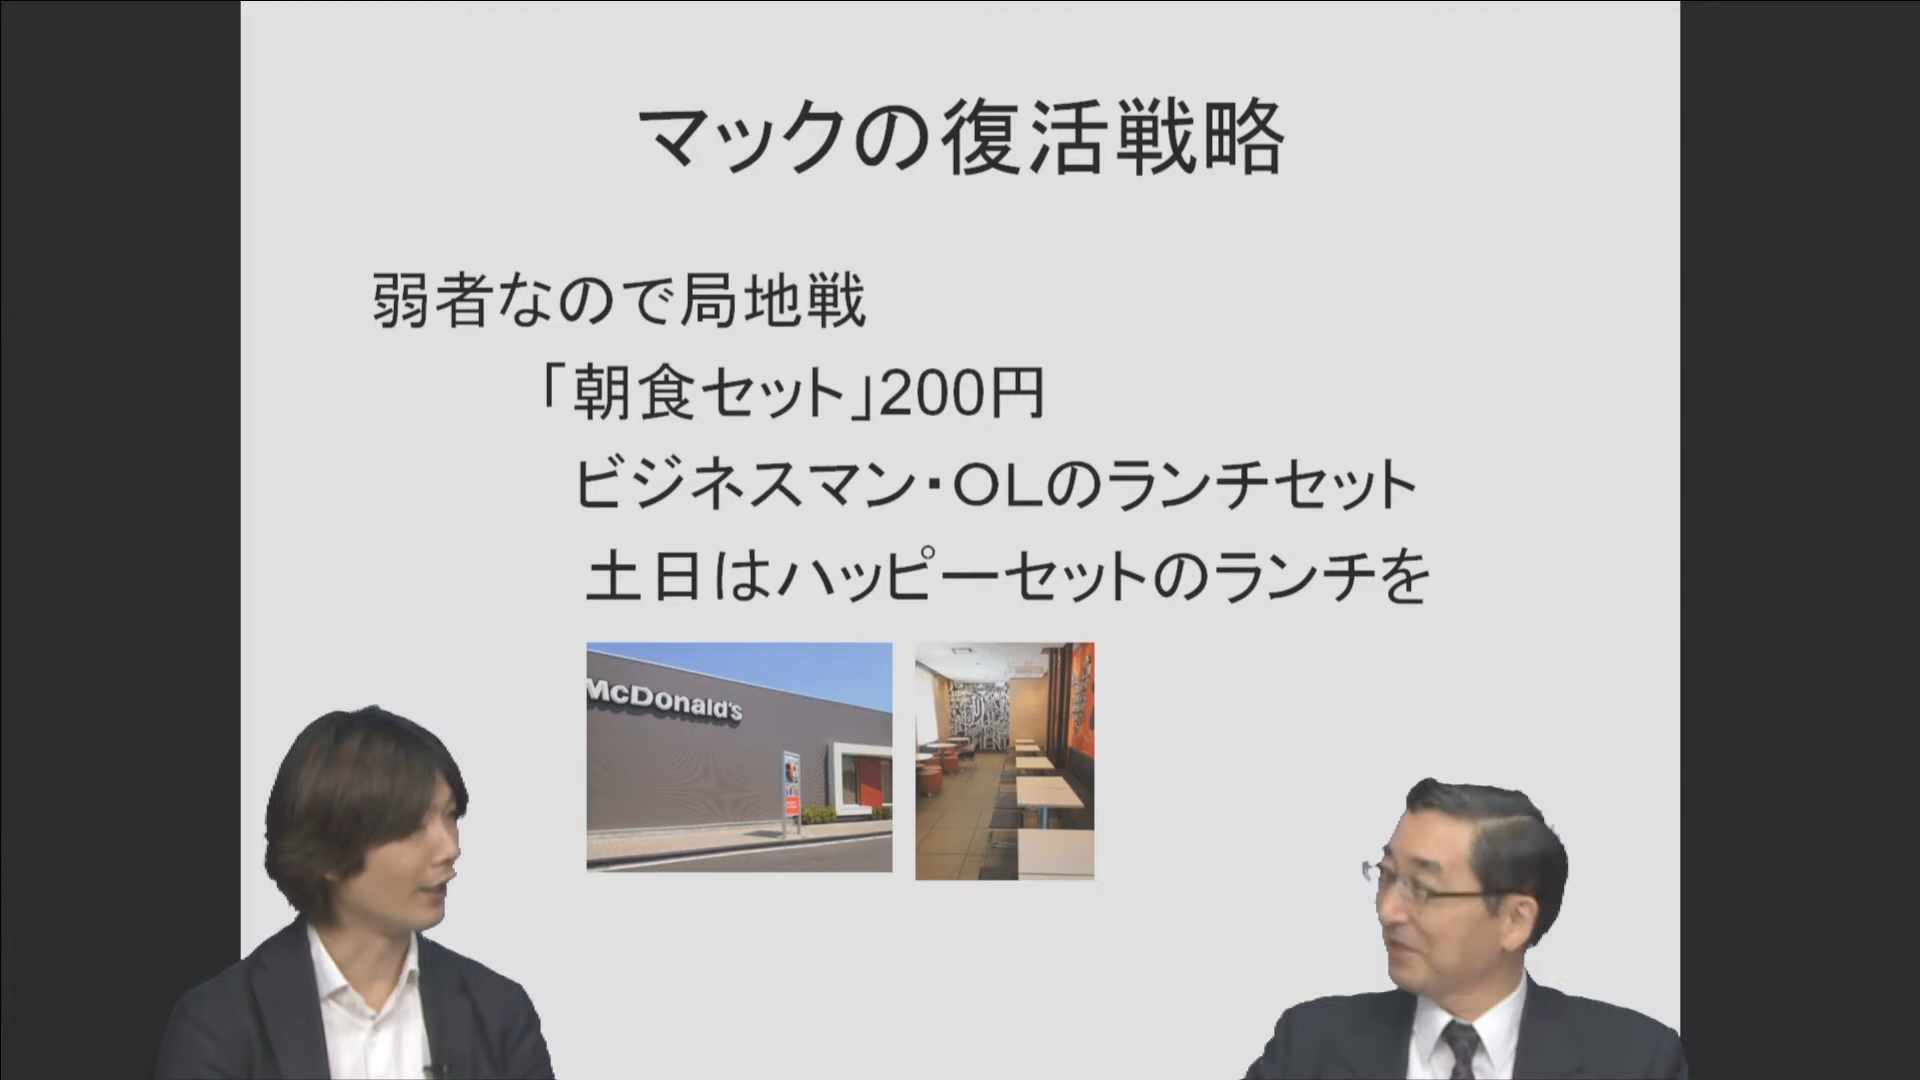 マックの復活戦略
弱者なので局地戦
「朝食セット」200円
ビジネスマン・OLのランチセット
土日はハッピーセットのランチを
McDonald's